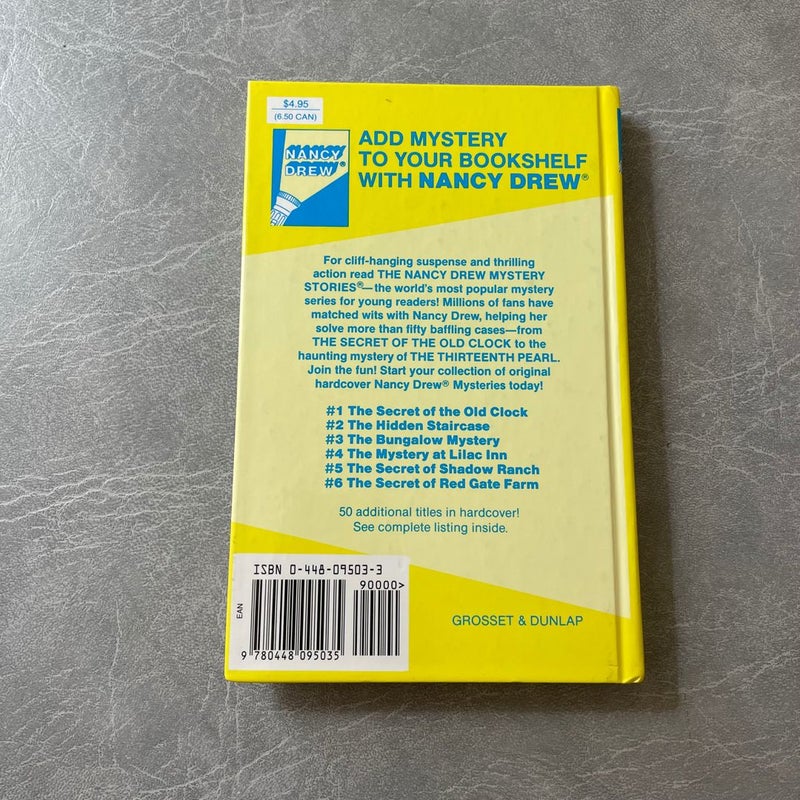 $4.95
(6.50 CAN)
NANCY
DREW®
ADD MYSTERY
TO YOUR BOOKSHELF
WITH NANCY DREW®
For cliff-hanging suspense and thrilling
action read THE NANCY DREW MYSTERY
STORIES®—the world's most popular mystery
series for young readers! Millions of fans have
matched wits with Nancy Drew, helping her
solve more than fifty baffling cases—from
THE SECRET OF THE OLD CLOCK to the
haunting mystery of THE THIRTEENTH PEARL.
Join the fun! Start your collection of original
hardcover Nancy Drew® Mysteries today!
#1 The Secret of the Old Clock
#2 The Hidden Staircase
#3 The Bungalow Mystery
#4 The Mystery at Lilac Inn
#5 The Secret of Shadow Ranch
#6 The Secret of Red Gate Farm
50 additional titles in hardcover!
See complete listing inside.
ISBN 0-448-09503-3
90000>
EAN
9 780448 095035
GROSSET & DUNLAP